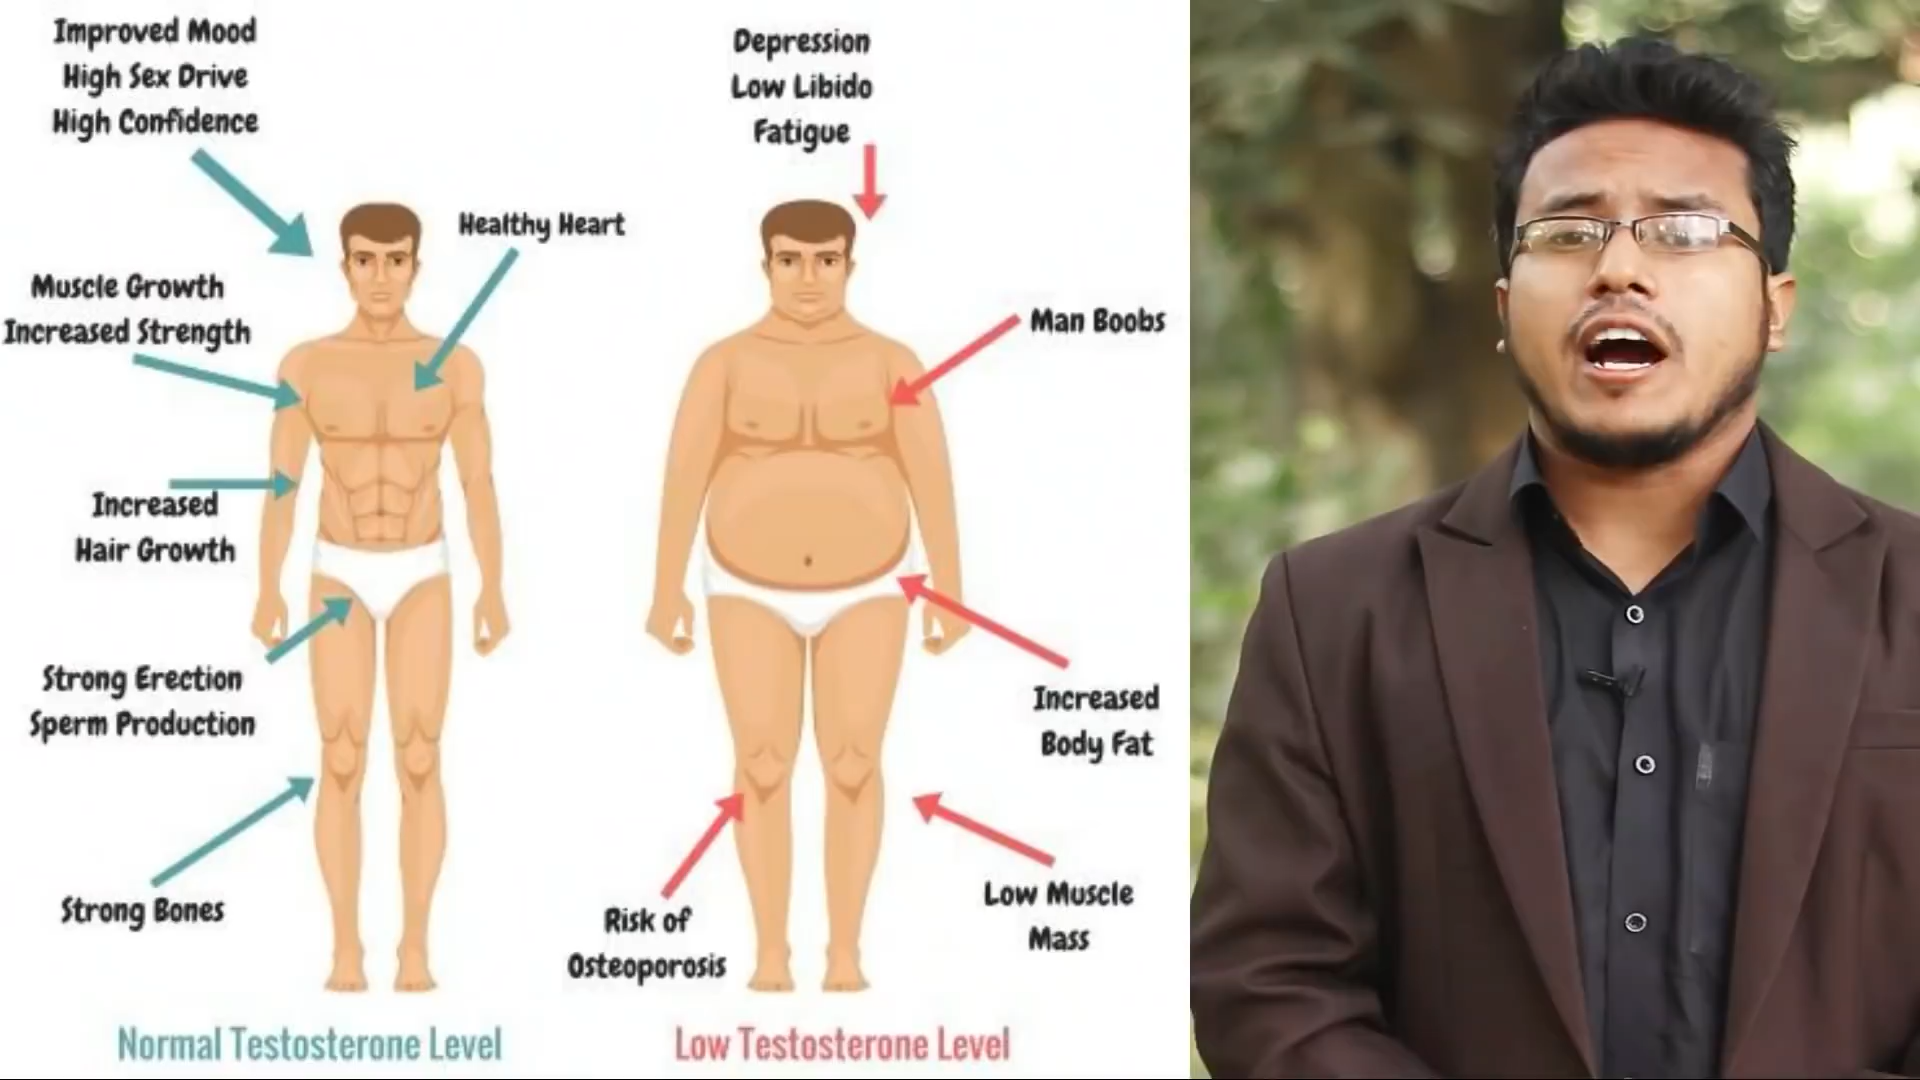 Improved Mood
High Sex Drive
High Confidence
Healthy Heart
Muscle Growth
Increased Strength
Increased
Hair Growth
Strong Erection
Sperm Production
Strong Bones
Normal Testosterone Level
Depression
Low Libido
Fatigue
Man Boobs
Increased
Body Fat
Low Muscle
Mass
Risk of
Osteoporosis
Low Testosterone Level